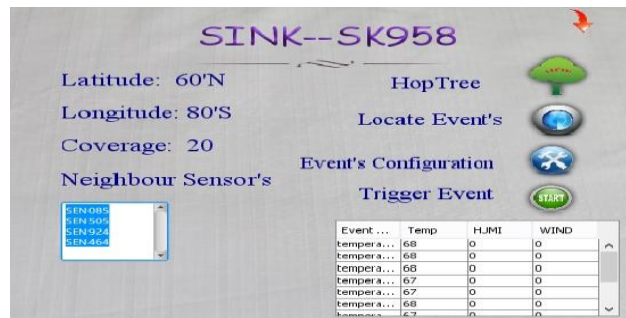 SINK--SK958
Latitude: 60'N
HopTree
Longitude: 80'S
Locate Event's
Coverage: 20
Event's Configuration
Neighbour Sensor's
Trigger Event
START
SEN085
SEN505
SEN924
SEN464
Event ... Temp HJMI WIND
tempera... 68 0 0
tempera... 68 0 0
tempera... 68 0 0
tempera... 67 0 0
tempera... 67 0 0
tempera... 68 0 0